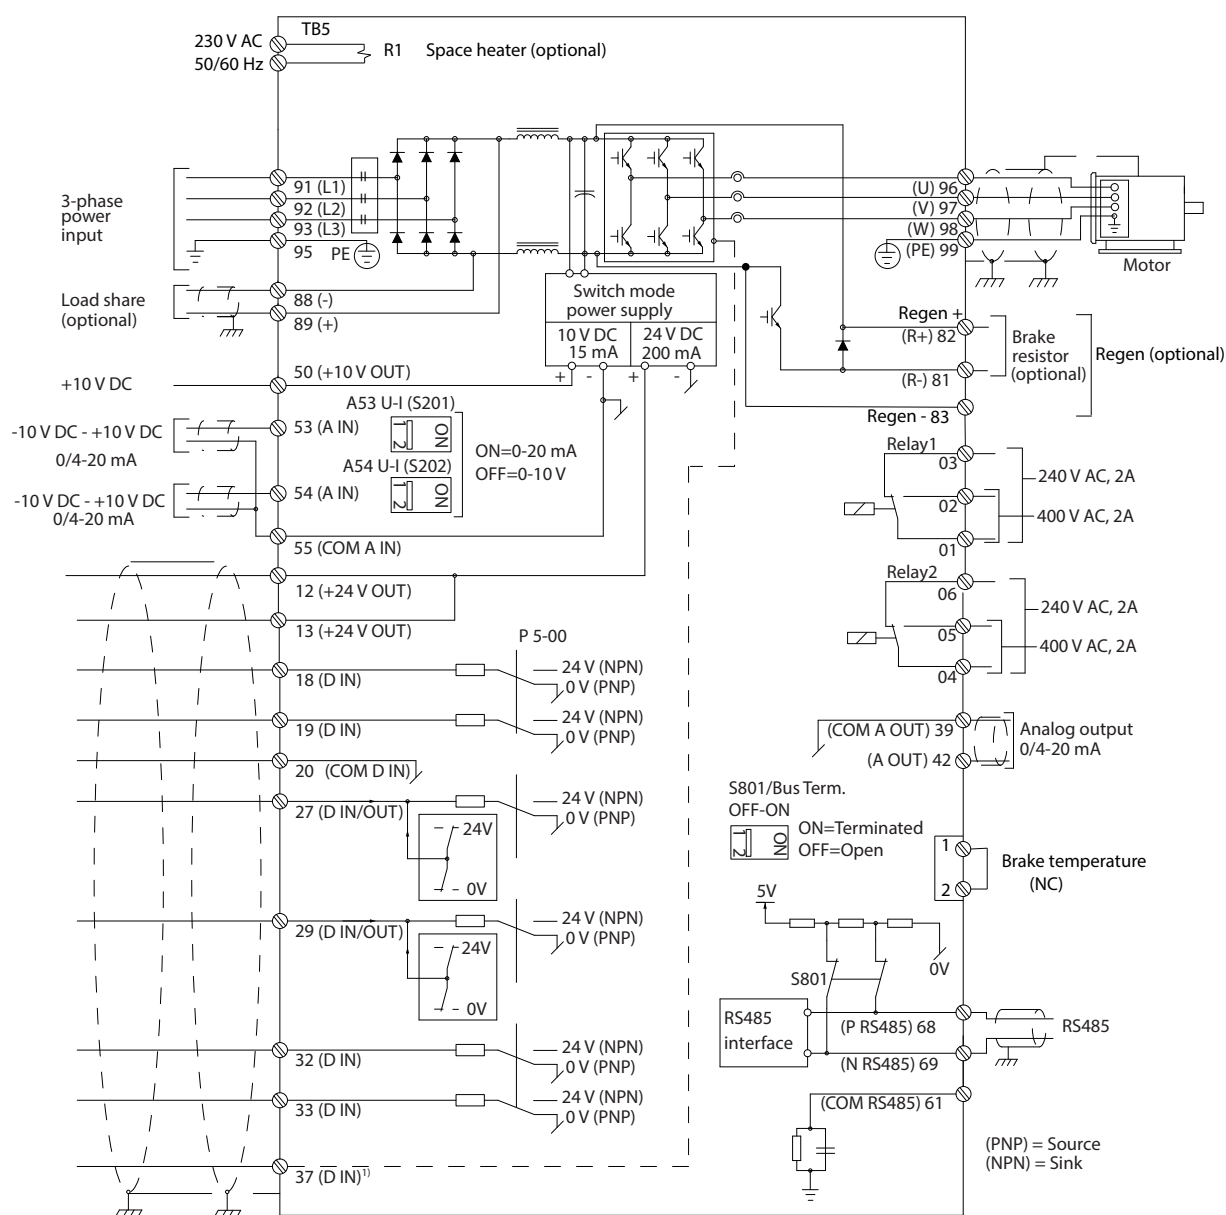 TB5
230 V AC
50/60 Hz
R1
Space heater (optional)
3-phase
power
input
91 (L1)
92 (L2)
93 (L3)
95
PE
Load share
(optional)
88 (-)
89 (+)
Switch mode
power supply
10 V DC
15 mA
24 V DC
200 mA
+
-
+
-
(U) 96
(V) 97
(W) 98
(PE) 99
Motor
Regen +
(R+) 82
Brake
resistor
(optional)
Regen (optional)
(R-) 81
Regen - 83
+10 V DC
50 (+10 V OUT)
-10 V DC - +10 V DC
0/4-20 mA
53 (A IN)
A53 U-I (S201)
1 2
ON
A54 U-I (S202)
1 2
ON
ON=0-20 mA
OFF=0-10 V
-10 V DC - +10 V DC
0/4-20 mA
54 (A IN)
55 (COM A IN)
12 (+24 V OUT)
13 (+24 V OUT)
Relay1
03
240 V AC, 2A
02
400 V AC, 2A
01
Relay2
06
240 V AC, 2A
05
400 V AC, 2A
04
P 5-00
18 (D IN)
24 V (NPN)
0 V (PNP)
19 (D IN)
24 V (NPN)
0 V (PNP)
20 (COM D IN)
27 (D IN/OUT)
24 V (NPN)
0 V (PNP)
24V
0V
29 (D IN/OUT)
24 V (NPN)
0 V (PNP)
24V
0V
32 (D IN)
24 V (NPN)
0 V (PNP)
33 (D IN)
24 V (NPN)
0 V (PNP)
37 (D IN)1)
(COM A OUT) 39
(A OUT) 42
Analog output
0/4-20 mA
S801/Bus Term.
OFF-ON
1 2
ON
ON=Terminated
OFF=Open
1
2
Brake temperature
(NC)
5V
0V
S801
RS485
interface
(P RS485) 68
(N RS485) 69
RS485
(COM RS485) 61
(PNP) = Source
(NPN) = Sink